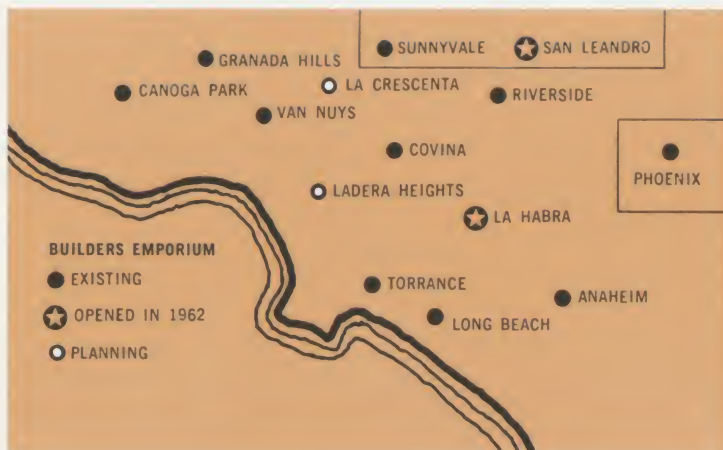 SUNNYVALE
SAN LEANDRO
GRANADA HILLS
LA CRESCENTA
CANOGA PARK
RIVERSIDE
VAN NUYS
COVINA
PHOENIX
LADERA HEIGHTS
LA HABRA
BUILDERS EMPORIUM
EXISTING
OPENED IN 1962
PLANNING
TORRANCE
ANAHEIM
LONG BEACH